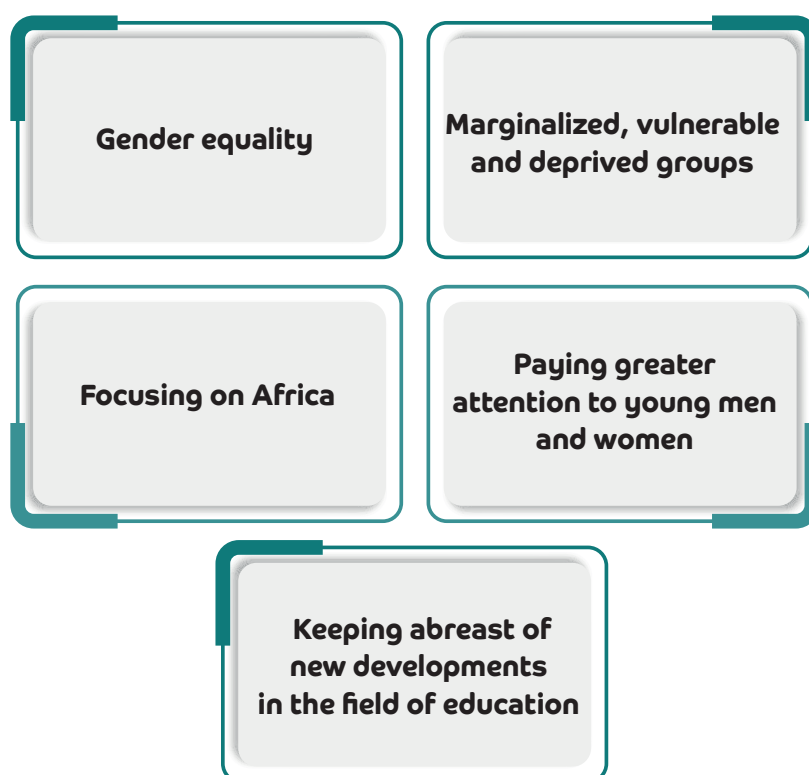 Gender equality
Marginalized, vulnerable
and deprived groups
Focusing on Africa
Paying greater
attention to young men
and women
Keeping abreast of
new developments
in the field of education